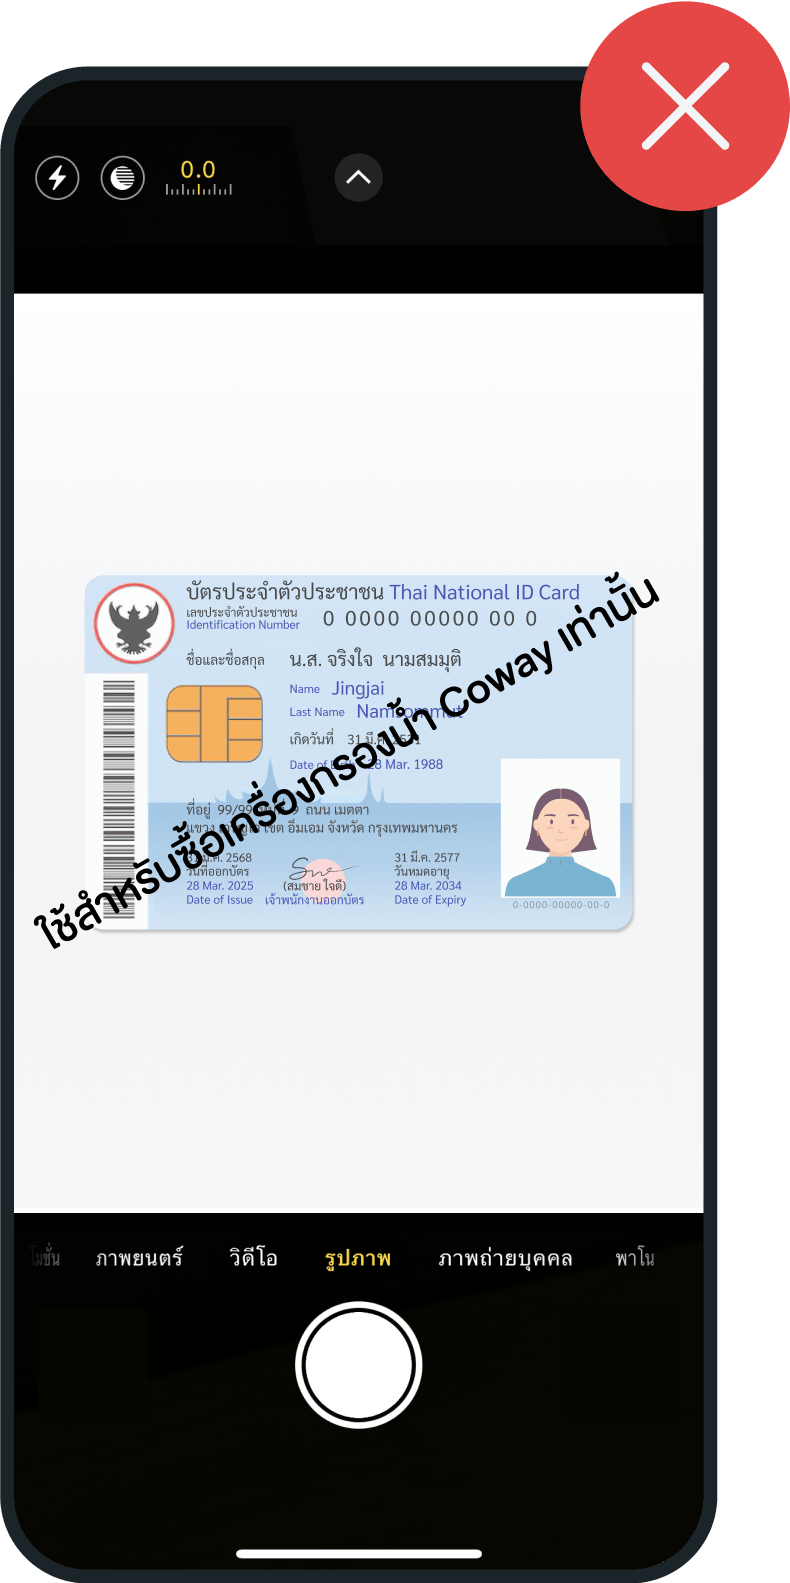 0.0
บัตรประจำตัวประชาชน Thai National ID Card
เลขประจำตัวประชาชน
Identification Number
0 0000 00000 00 0
ชื่อและชื่อสกุล น.ส. จริงใจ นามสมมุติ
Name Jingjai
Last Name Namsommut
เกิดวันที่ 31 มี.ค. 2531
Date of Birth 28 Mar. 1988
ที่อยู่ 99/99 ถนน เมตตา
แขวง เขต อิ่มเอม จังหวัด กรุงเทพมหานคร
31 มี.ค. 2568
วันที่ออกบัตร
28 Mar. 2025
Date of Issue
(สมชาย ใจดี)
เจ้าพนักงานออกบัตร
31 มี.ค. 2577
วันหมดอายุ
28 Mar. 2034
Date of Expiry
0-0000-00000-00-0
ใช้สำหรับซื้อเครื่องกรองน้ำ Coway เท่านั้น
โมชั่น ภาพยนตร์ วิดีโอ รูปภาพ ภาพถ่ายบุคคล พาโน